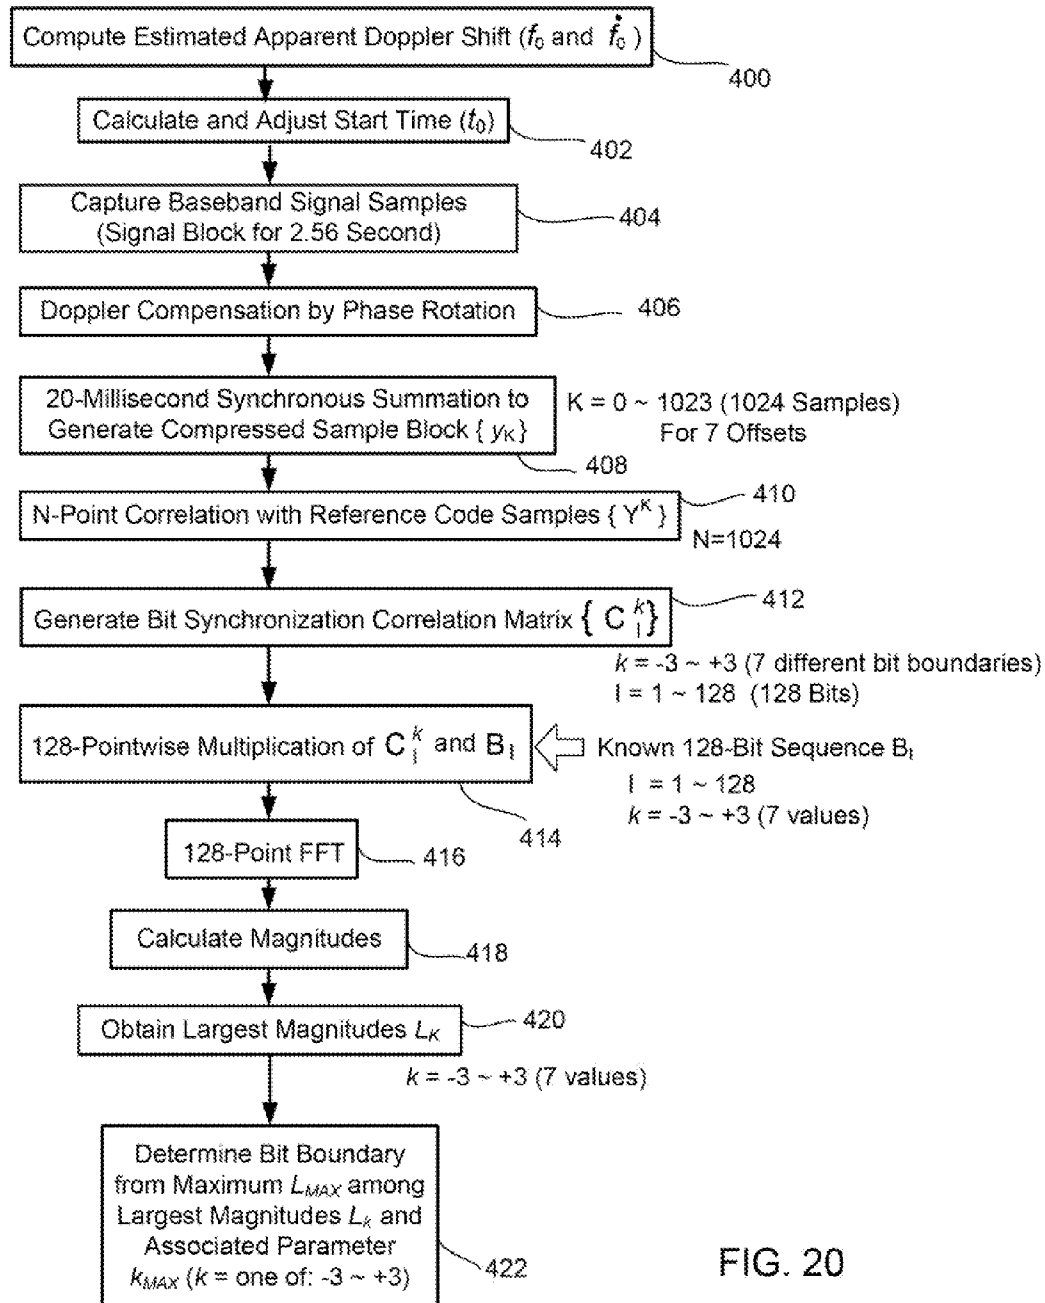 Compute Estimated Apparent Doppler Shift (f₀ and ḟ₀ )
400
Calculate and Adjust Start Time (t₀)
402
Capture Baseband Signal Samples
(Signal Block for 2.56 Second)
404
Doppler Compensation by Phase Rotation
406
20-Millisecond Synchronous Summation to
Generate Compressed Sample Block { yK}
408
K = 0 ~ 1023 (1024 Samples)
For 7 Offsets
N-Point Correlation with Reference Code Samples { Yᴷ }
410
N=1024
Generate Bit Synchronization Correlation Matrix { C l k }
412
k = -3 ~ +3 (7 different bit boundaries)
l = 1 ~ 128 (128 Bits)
128-Pointwise Multiplication of C l k and B l
414
Known 128-Bit Sequence Bl
l = 1 ~ 128
k = -3 ~ +3 (7 values)
128-Point FFT
416
Calculate Magnitudes
418
Obtain Largest Magnitudes LK
420
k = -3 ~ +3 (7 values)
Determine Bit Boundary
from Maximum LMAX among
Largest Magnitudes Lk and
Associated Parameter
kMAX (k = one of: -3 ~ +3)
422
FIG. 20